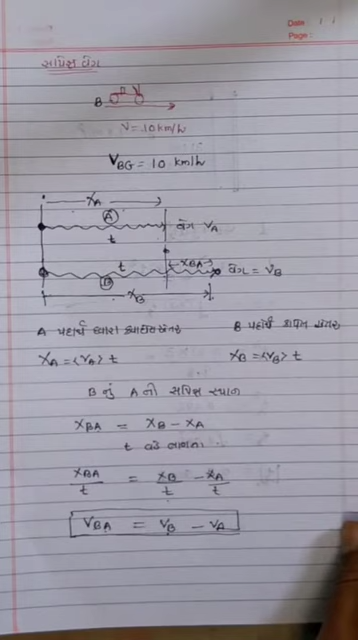 Date : / /
Page :
સાપેક્ષ વેગ
B
V = 10 km/h
V_BG = 10 km/h
X_A
A
વેગ V_A
t
t
X_BA
વેગ = V_B
B
X_B
A પદાર્થ દ્વારા કપાયેલ અંતર
B પદાર્થ અંતર
X_A = <V_A> t
X_B = <V_B> t
B નું A ની સાપેક્ષ સ્થાન
X_BA = X_B - X_A
t વડે ભાગતા
X_BA/t = X_B/t - X_A/t
V_BA = V_B - V_A